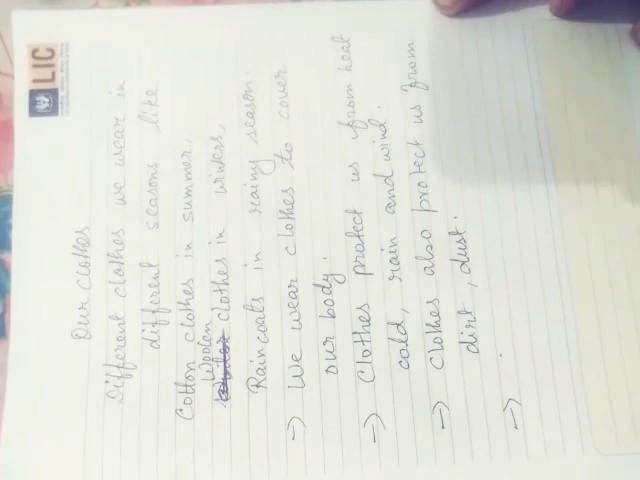 LIC
Our clothes
Different clothes we wear in
different seasons like
Cotton clothes in summer,
Woolen
clothes in winters,
Raincoats in rainy season.
→ We wear clothes to cover
our body.
→ Clothes protect us from heat
cold, rain and wind.
→ clothes also protect us from
dirt, dust.
→ .